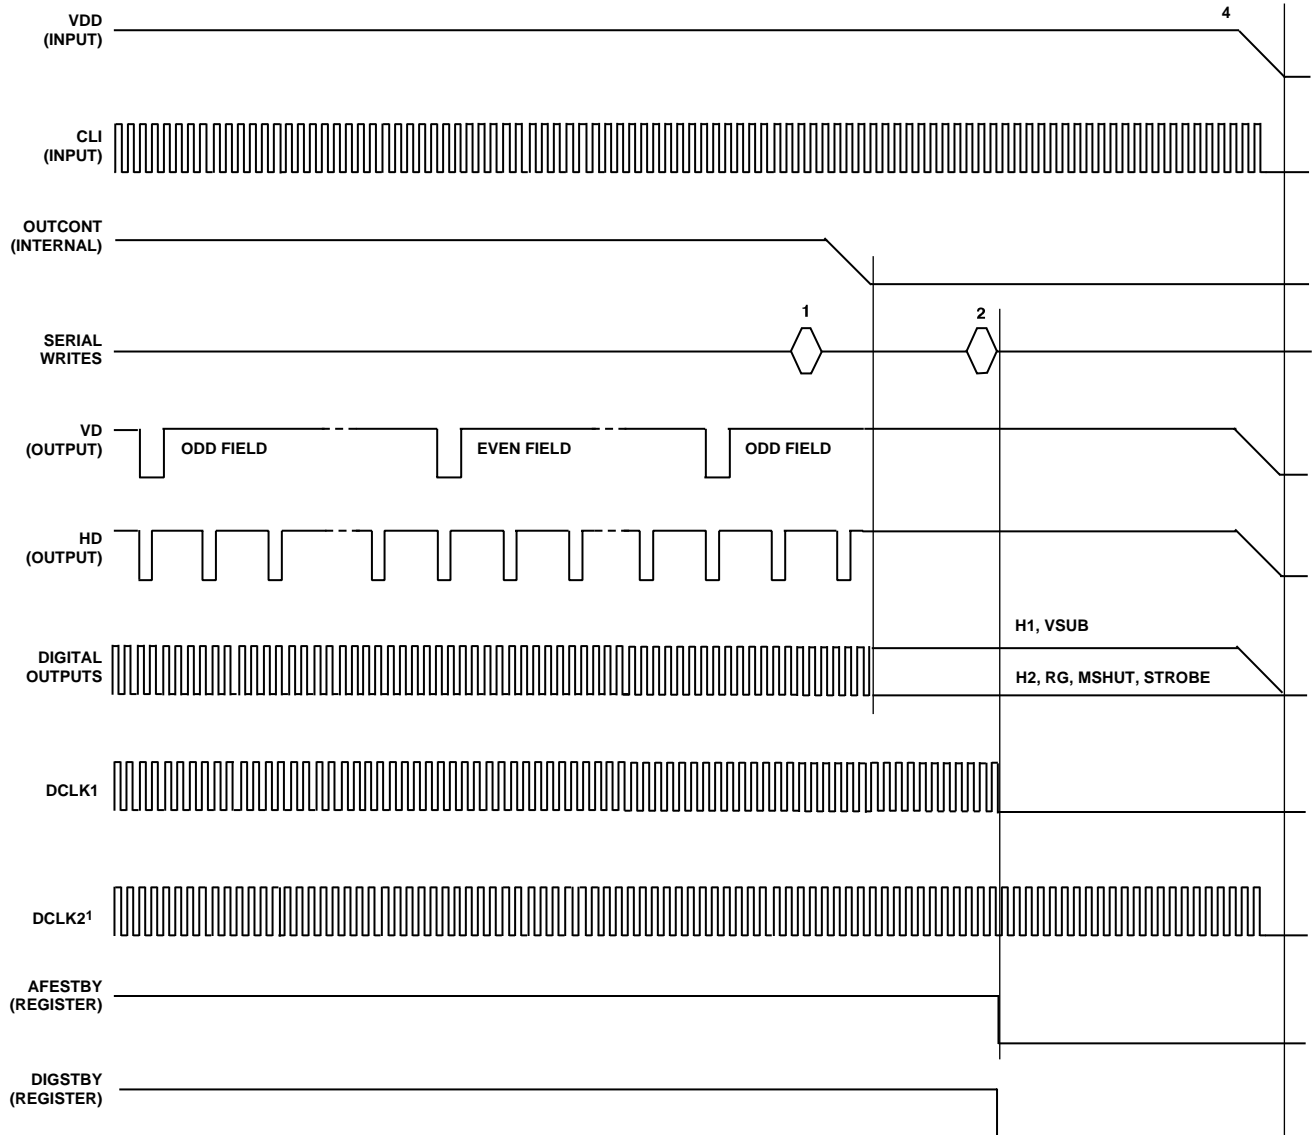 4
VDD
(INPUT)
CLI
(INPUT)
OUTCONT
(INTERNAL)
1
2
SERIAL
WRITES
VD
(OUTPUT)
ODD FIELD
EVEN FIELD
ODD FIELD
HD
(OUTPUT)
H1, VSUB
DIGITAL
OUTPUTS
H2, RG, MSHUT, STROBE
DCLK1
DCLK2¹
AFESTBY
(REGISTER)
DIGSTBY
(REGISTER)